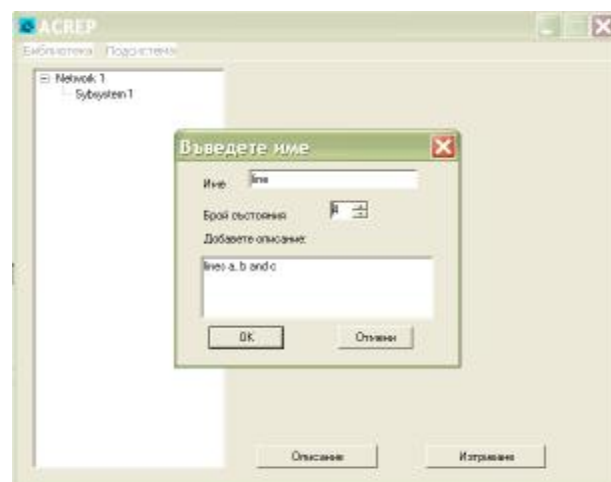 ACREP
Библиотека Подсистема
Network 1
Sybsystem 1
Въведете име
Име line
Брой състояния
Добавете описание:
lines a, b and c
OK Отмени
Описание Изтриване